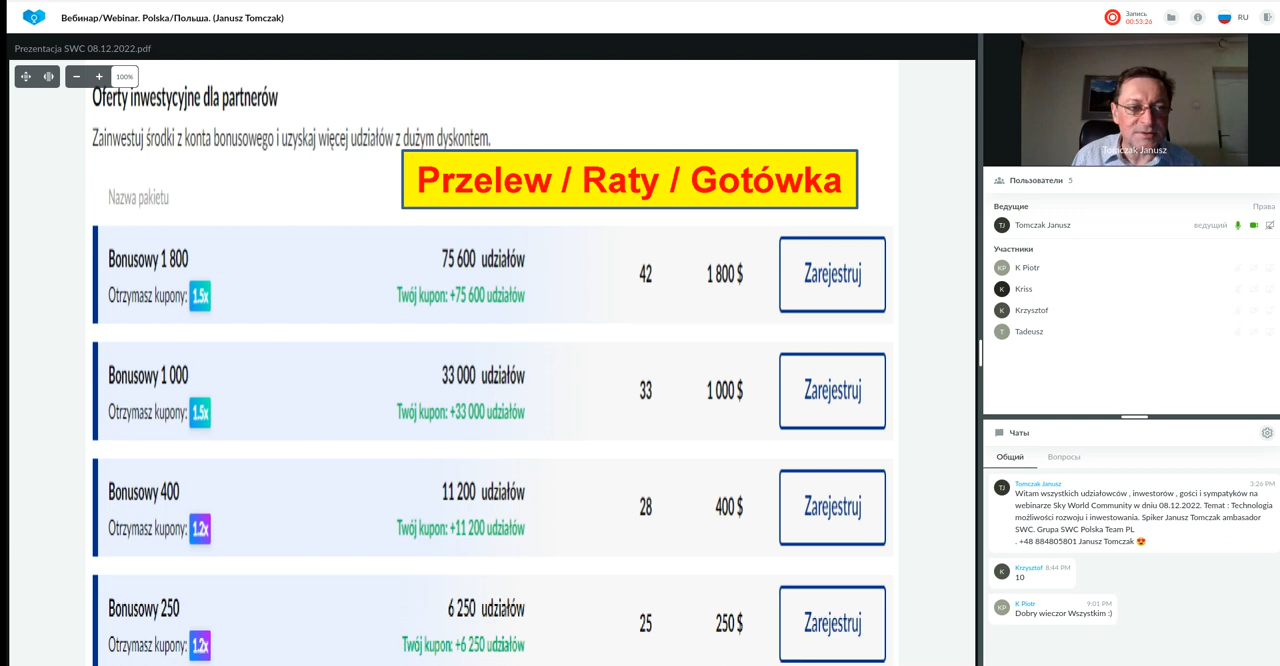 Вебинар/Webinar. Polska/Польша. (Janusz Tomczak)
Запись
00:53:26
RU
Prezentacja SWC 08.12.2022.pdf
100%
Oferty inwestycyjne dla partnerów
Zainwestuj środki z konta bonusowego i uzyskaj więcej udziałów z dużym dyskontem.
Przelew / Raty / Gotówka
Nazwa pakietu
Bonusowy 1 800
75 600 udziałów
42
1 800 $
Zarejestruj
Otrzymasz kupony: 1.5x
Twój kupon: +75 600 udziałów
Bonusowy 1 000
33 000 udziałów
33
1 000 $
Zarejestruj
Otrzymasz kupony: 1.5x
Twój kupon: +33 000 udziałów
Bonusowy 400
11 200 udziałów
28
400 $
Zarejestruj
Otrzymasz kupony: 1.2x
Twój kupon: +11 200 udziałów
Bonusowy 250
6 250 udziałów
25
250 $
Zarejestruj
Otrzymasz kupony: 1.2x
Twój kupon: +6 250 udziałów
Tomczak Janusz
Пользователи 5
Ведущие
Права
TJ
Tomczak Janusz
ведущий
Участники
KP
K Piotr
K
Kriss
K
Krzysztof
T
Tadeusz
Чаты
Общий
Вопросы
TJ
Tomczak Janusz
3:26 PM
Witam wszystkich udziałowców , inwestorów , gości i sympatyków na
webinarze Sky World Community w dniu 08.12.2022. Temat : Technologia
możliwości rozwoju i inwestowania. Spiker Janusz Tomczak ambasador
SWC. Grupa SWC Polska Team PL
. +48 884805801 Janusz Tomczak 😍
K
Krzysztof 8:44 PM
10
KP
K Piotr
9:01 PM
Dobry wieczor Wszystkim :)